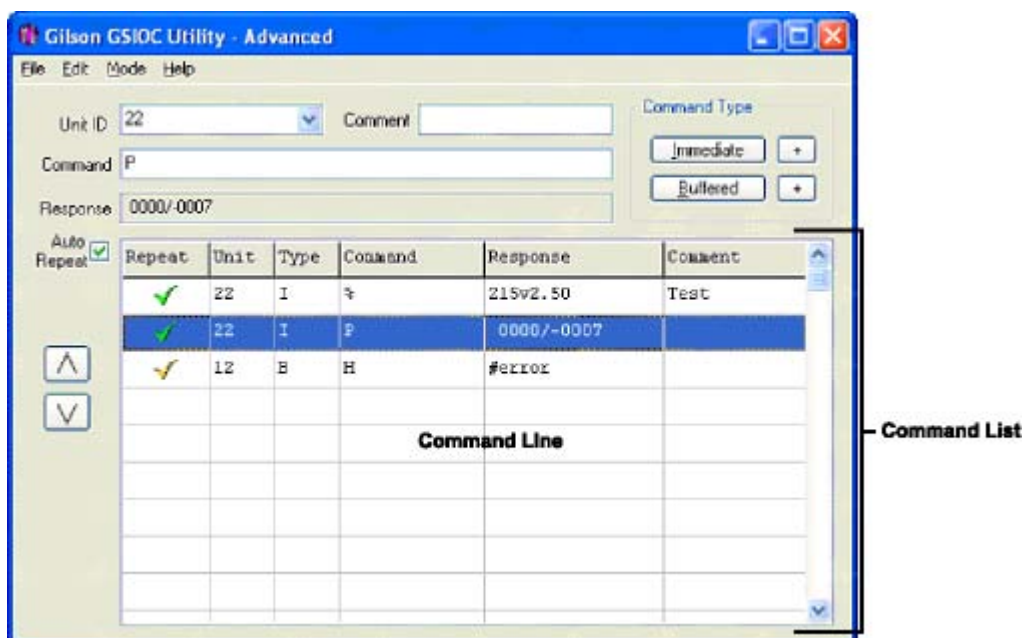 Gilson GSIOC Utility - Advanced
File Edit Mode Help
Unit ID 22 Comment Command Type
Immediate +
Command P
Buffered +
Response 0000/-0007
Auto Repeat
Repeat Unit Type Command Response Comment
22 I % 215v2.50 Test
22 I P 0000/-0007
12 B H #error
Command Line
Command List